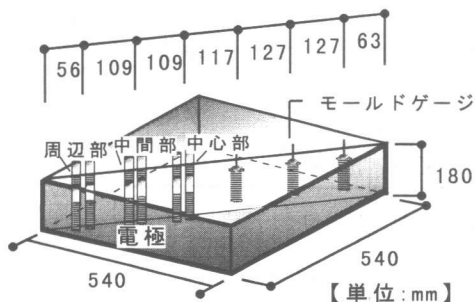 56 109 109 117 127 127 63
モールドゲージ
周辺部 中間部 中心部
180
電極
540
540
【単位:mm】